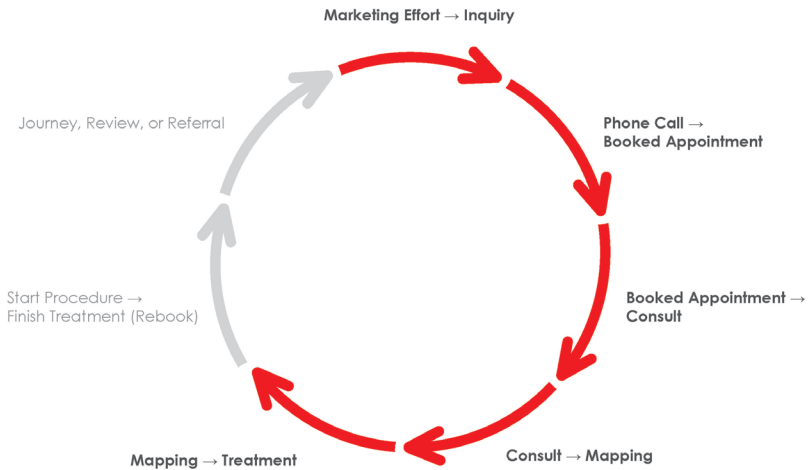 Marketing Effort → Inquiry
Phone Call →
Booked Appointment
Booked Appointment →
Consult
Consult → Mapping
Mapping → Treatment
Start Procedure →
Finish Treatment (Rebook)
Journey, Review, or Referral